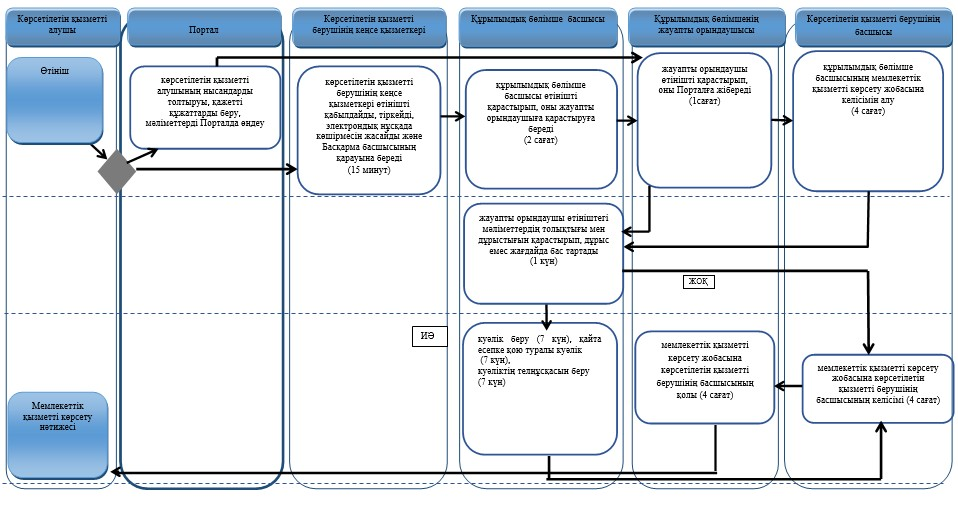 Көрсетілетін қызметті
алушы
Портал
Көрсетілетін қызметті
берушінің кеңсе қызметкері
Құрылымдық бөлімше басшысы
Құрылымдық бөлімшенің
жауапты орындаушысы
Көрсетілетін қызметті берушінің
басшысы
Өтініш
көрсетілетін қызметті
алушының нысандарды
толтыруы, қажетті
құжаттарды беру,
мәліметтерді Порталда өңдеу
көрсетілетін қызметті
берушінің кеңсе
қызметкері өтінішті
қабылдайды, тіркейді,
электрондық нұсқада
көшірмесін жасайды және
Басқарма басшысының
қарауына береді
(15 минут)
құрылымдық бөлімше
басшысы өтінішті
қарастырып, оны жауапты
орындаушыға қарастыруға
береді
(2 сағат)
жауапты орындаушы
өтінішті қарастырып,
оны Порталға жібереді
(1сағат)
құрылымдық бөлімше
басшысының мемлекеттік
қызметті көрсету жобасына
келісімін алу
(4 сағат)
жауапты орындаушы өтініштегі
мәліметтердің толықтығы мен
дұрыстығын қарастырып, дұрыс
емес жағдайда бас тартады
(1 күн)
ЖОҚ
ИӘ
куәлік беру (7 күн), қайта
есепке қою туралы куәлік
(7 күн),
куәліктің телнұсқасын беру
(7 күн)
мемлекеттік қызметті
көрсету жобасына
көрсетілетін қызметті
берушінің басшысының
қолы (4 сағат)
мемлекеттік қызметті көрсету
жобасына көрсетілетін
қызметті берушінің
басшысының келісімі (4 сағат)
Мемлекеттік
қызметті көрсету
нәтижесі